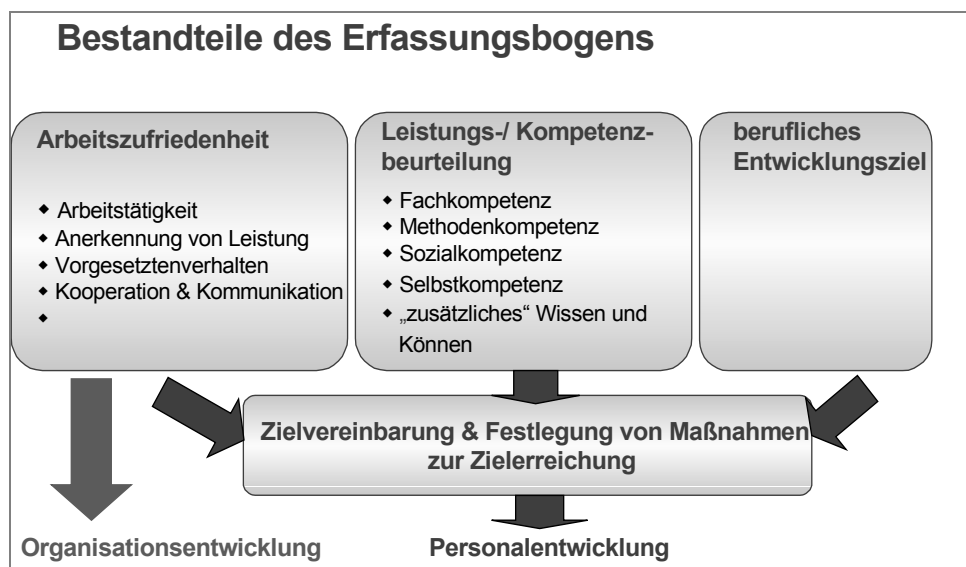 Bestandteile des Erfassungsbogens
Arbeitszufriedenheit
◆ Arbeitstätigkeit
◆ Anerkennung von Leistung
◆ Vorgesetztenverhalten
◆ Kooperation & Kommunikation
◆
Leistungs-/ Kompetenz-
beurteilung
◆ Fachkompetenz
◆ Methodenkompetenz
◆ Sozialkompetenz
◆ Selbstkompetenz
◆ „zusätzliches“ Wissen und
Können
berufliches
Entwicklungsziel
Zielvereinbarung & Festlegung von Maßnahmen
zur Zielerreichung
Organisationsentwicklung
Personalentwicklung